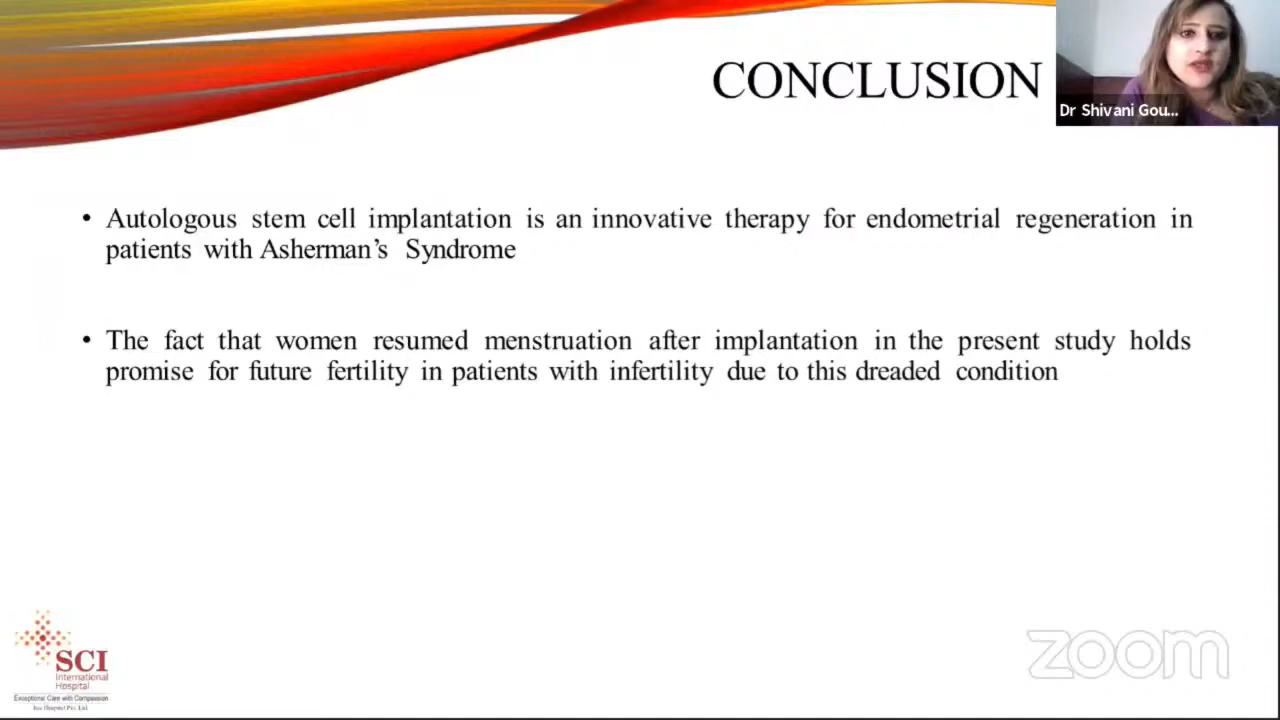 CONCLUSION
Dr Shivani Gou...
• Autologous stem cell implantation is an innovative therapy for endometrial regeneration in
patients with Asherman's Syndrome
• The fact that women resumed menstruation after implantation in the present study holds
promise for future fertility in patients with infertility due to this dreaded condition
SCI
International
Hospital
Exceptional Care with Compassion
zoom